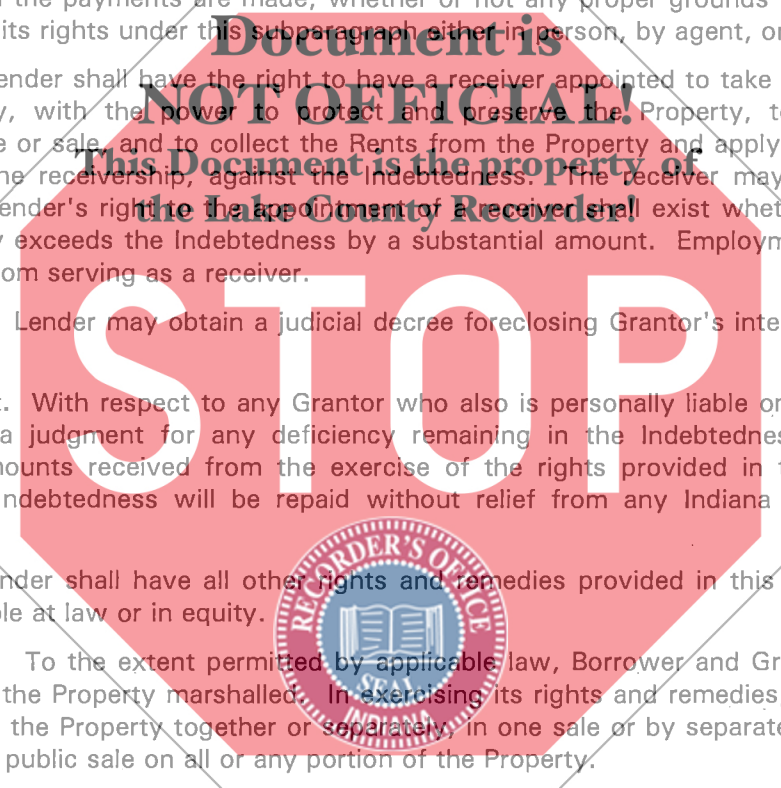 the payments are made, whether or not any proper grounds
its rights under this subparagraph either in person, by agent, or
Document is
ender shall have the right to have a receiver appointed to take
y, with the power to protect and preserve the Property, to
NOT OFFICIAL!
e or sale, and to collect the Rents from the Property and apply
This Document is the property of
he receivership, against the Indebtedness. The receiver may
ender's right to the appointment of a receiver shall exist whet
the Lake County Recorder!
y exceeds the Indebtedness by a substantial amount. Employm
om serving as a receiver.
STOP
Lender may obtain a judicial decree foreclosing Grantor's inte
t. With respect to any Grantor who also is personally liable on
a judgment for any deficiency remaining in the Indebtednes
mounts received from the exercise of the rights provided in t
ndebtedness will be repaid without relief from any Indiana
RECORDER'S OFFICE
nder shall have all other rights and remedies provided in this
le at law or in equity.
SEAL
INDIANA
To the extent permitted by applicable law, Borrower and Gr
the Property marshalled. In exercising its rights and remedies
the Property together or separately, in one sale or by separate
public sale on all or any portion of the Property.